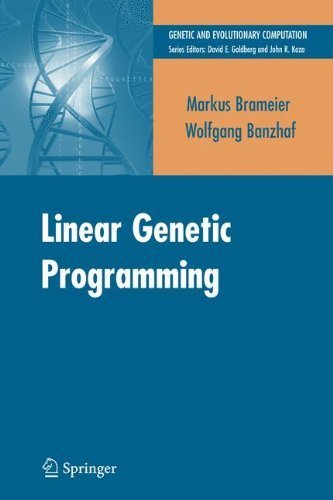 GENETIC AND EVOLUTIONARY COMPUTATION
Series Editors: David E. Goldberg and John R. Koza
Markus Brameier
Wolfgang Banzhaf
Linear Genetic
Programming
Springer